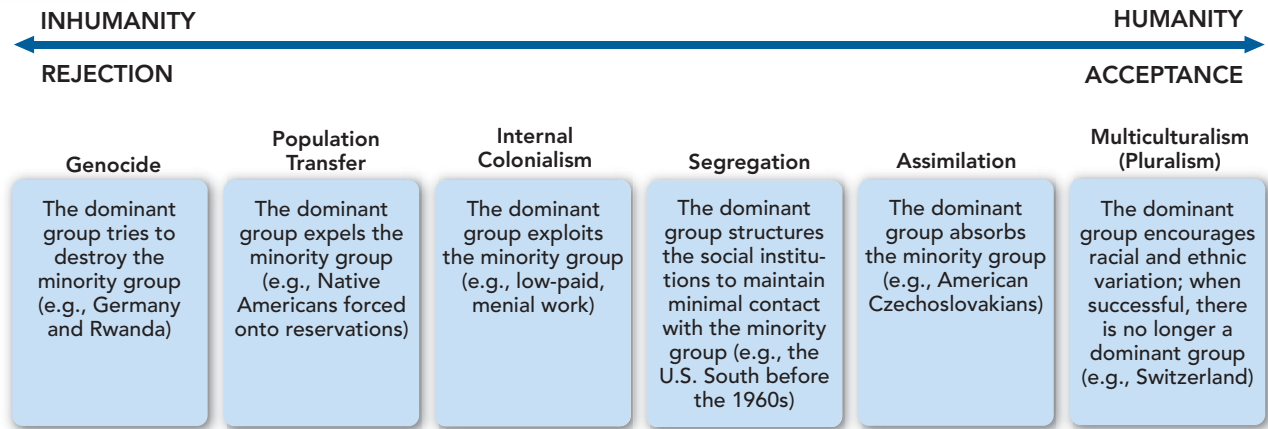 INHUMANITY
HUMANITY
REJECTION
ACCEPTANCE
Genocide
The dominant
group tries to
destroy the
minority group
(e.g., Germany
and Rwanda)
Population
Transfer
The dominant
group expels the
minority group
(e.g., Native
Americans forced
onto reservations)
Internal
Colonialism
The dominant
group exploits
the minority group
(e.g., low-paid,
menial work)
Segregation
The dominant
group structures
the social institu-
tions to maintain
minimal contact
with the minority
group (e.g., the
U.S. South before
the 1960s)
Assimilation
The dominant
group absorbs
the minority group
(e.g., American
Czechoslovakians)
Multiculturalism
(Pluralism)
The dominant
group encourages
racial and ethnic
variation; when
successful, there
is no longer a
dominant group
(e.g., Switzerland)